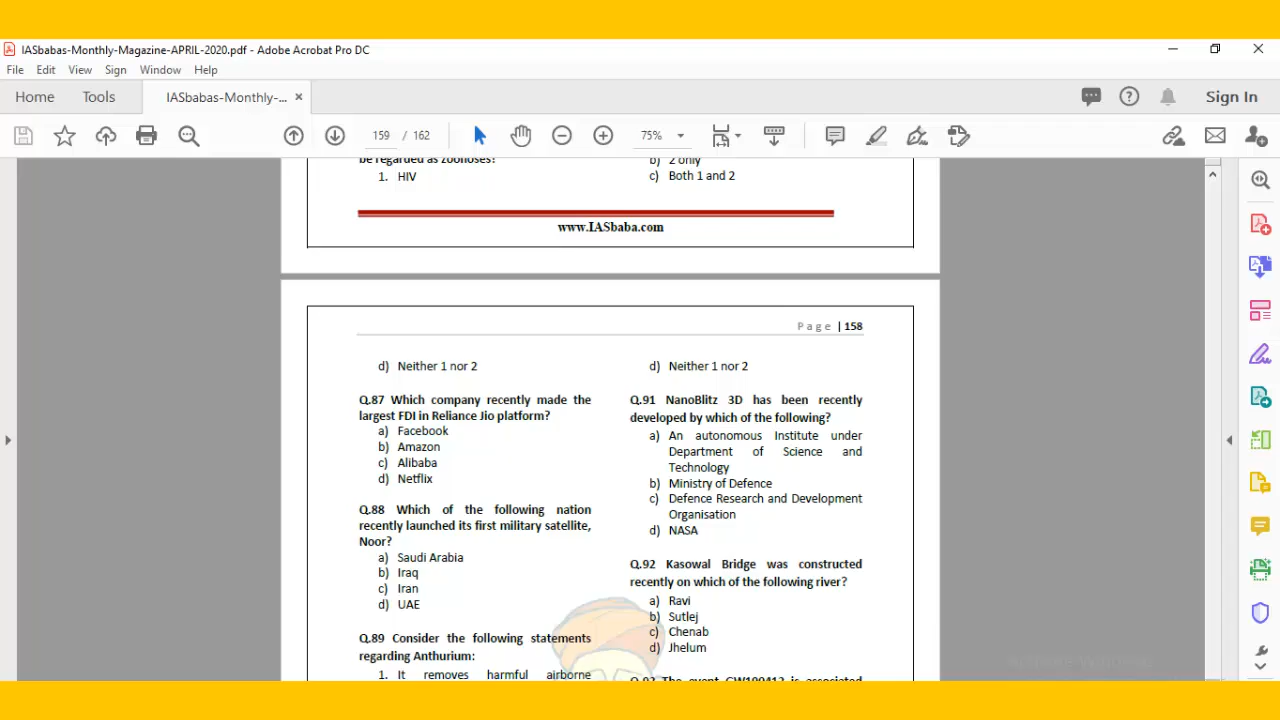 IASbabas-Monthly-Magazine-APRIL-2020.pdf - Adobe Acrobat Pro DC
File Edit View Sign Window Help
Home Tools IASbabas-Monthly-... × Sign In
159 / 162 75%
be regarded as zoonoses?
1. HIV
b) 2 only
c) Both 1 and 2
www.IASbaba.com
Page | 158
d) Neither 1 nor 2
Q.87 Which company recently made the
largest FDI in Reliance Jio platform?
a) Facebook
b) Amazon
c) Alibaba
d) Netflix
Q.88 Which of the following nation
recently launched its first military satellite,
Noor?
a) Saudi Arabia
b) Iraq
c) Iran
d) UAE
Q.89 Consider the following statements
regarding Anthurium:
1. It removes harmful airborne
d) Neither 1 nor 2
Q.91 NanoBlitz 3D has been recently
developed by which of the following?
a) An autonomous Institute under
Department of Science and
Technology
b) Ministry of Defence
c) Defence Research and Development
Organisation
d) NASA
Q.92 Kasowal Bridge was constructed
recently on which of the following river?
a) Ravi
b) Sutlej
c) Chenab
d) Jhelum
Q.93 The event GW190412 is associated
Activate Windows